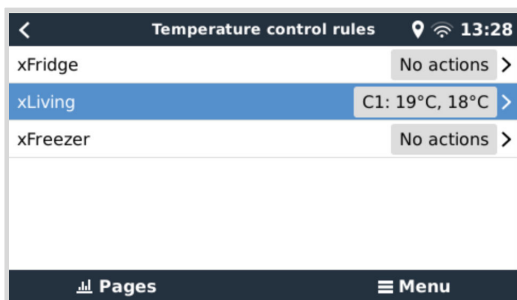 Temperature control rules 13:28
xFridge No actions
xLiving C1: 19°C, 18°C
xFreezer No actions
Pages Menu